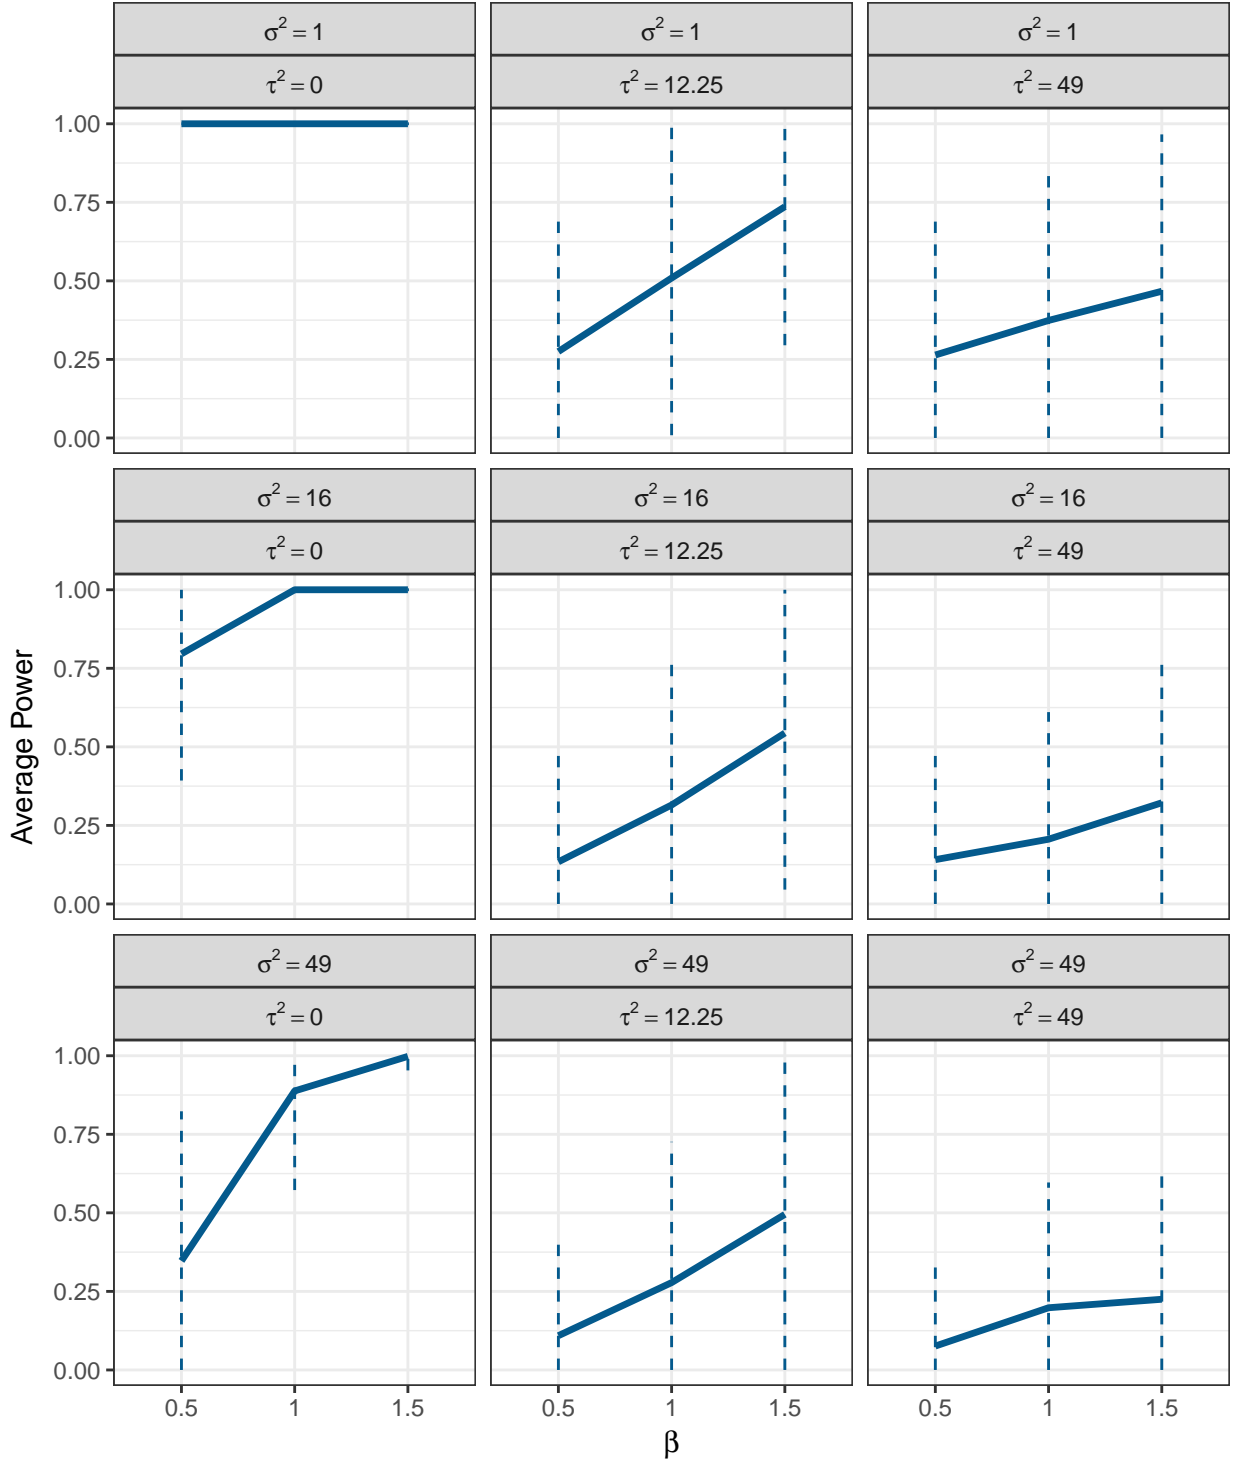 σ² = 1 σ² = 1 σ² = 1
τ² = 0 τ² = 12.25 τ² = 49
1.00
0.75
0.50
0.25
0.00
σ² = 16 σ² = 16 σ² = 16
τ² = 0 τ² = 12.25 τ² = 49
1.00
0.75
0.50
0.25
0.00
Average Power
σ² = 49 σ² = 49 σ² = 49
τ² = 0 τ² = 12.25 τ² = 49
1.00
0.75
0.50
0.25
0.00
0.5 1 1.5 0.5 1 1.5 0.5 1 1.5
β